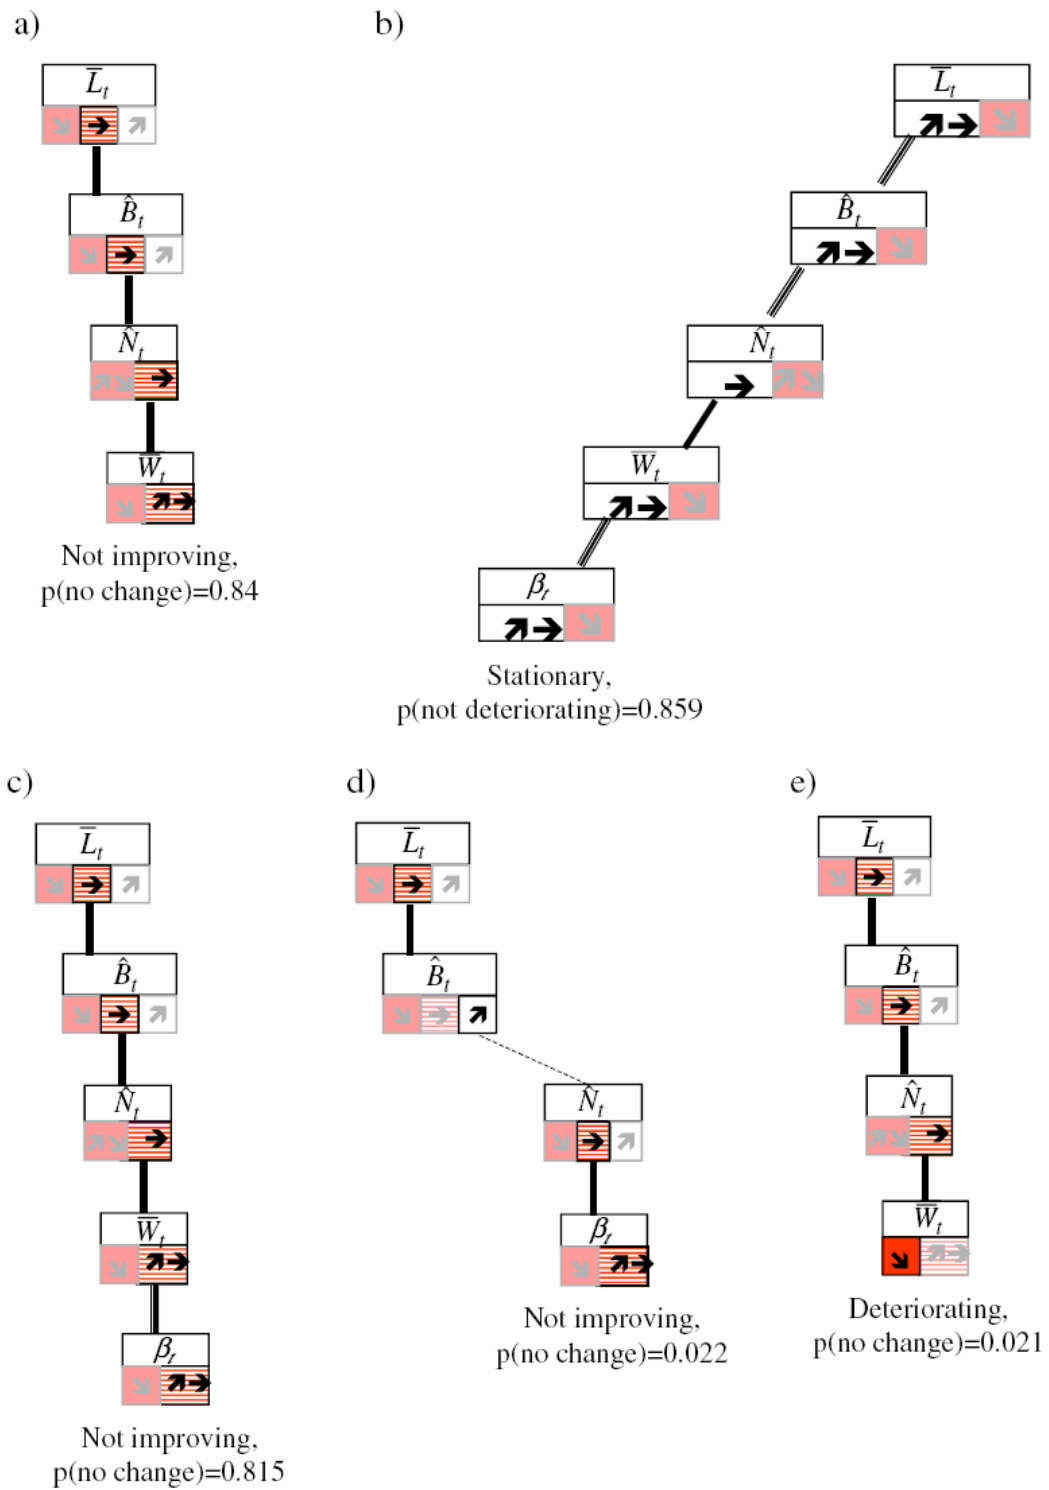 a)
b)
L̅t
B̂t
N̂t
W̅t
Not improving,
p(no change)=0.84
L̅t
B̂t
N̂t
W̅t
βt
Stationary,
p(not deteriorating)=0.859
c)
d)
e)
L̅t
B̂t
N̂t
W̅t
βt
Not improving,
p(no change)=0.815
L̅t
B̂t
N̂t
βt
Not improving,
p(no change)=0.022
L̅t
B̂t
N̂t
W̅t
Deteriorating,
p(no change)=0.021